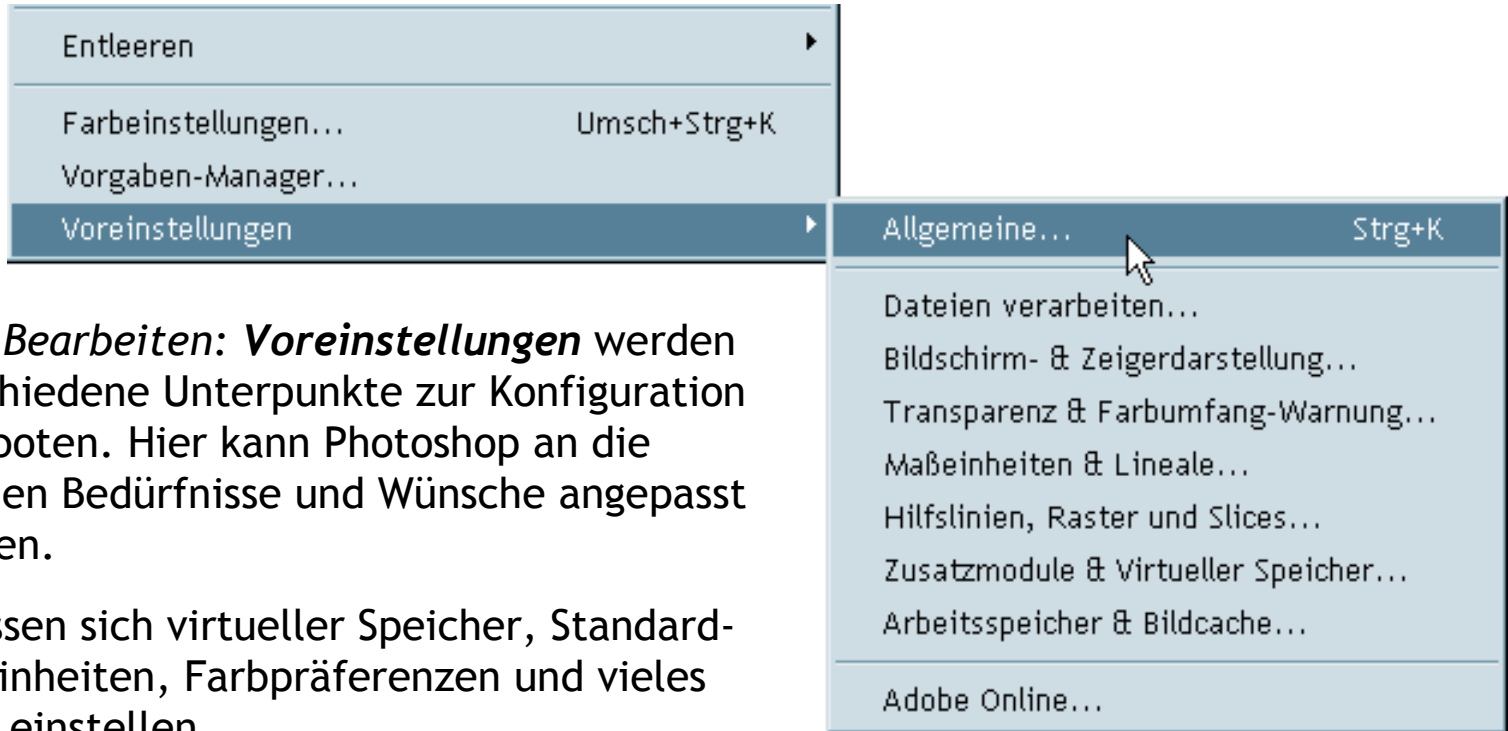 Entleeren
Farbeinstellungen... Umsch+Strg+K
Vorgaben-Manager...
Voreinstellungen
Allgemeine... Strg+K
Dateien verarbeiten...
Bildschirm- & Zeigerdarstellung...
Transparenz & Farbumfang-Warnung...
Maßeinheiten & Lineale...
Hilfslinien, Raster und Slices...
Zusatzmodule & Virtueller Speicher...
Arbeitsspeicher & Bildcache...
Adobe Online...
Bearbeiten: Voreinstellungen werden
chiedene Unterpunkte zur Konfiguration
boten. Hier kann Photoshop an die
en Bedürfnisse und Wünsche angepasst
en.
ssen sich virtueller Speicher, Standard-
inheiten, Farbpräferenzen und vieles
einstellen